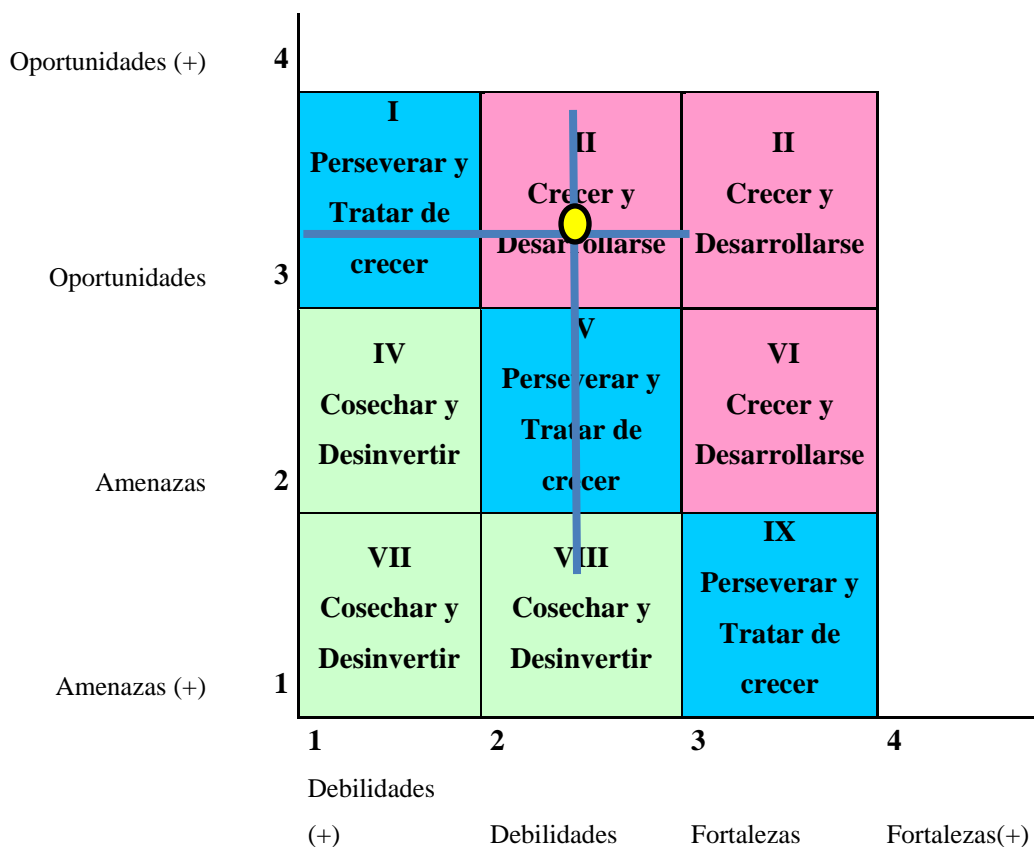 Oportunidades (+) 4
I
Perseverar y
Tratar de
crecer
II
Crecer y
Desarrollarse
II
Crecer y
Desarrollarse
Oportunidades 3
IV
Cosechar y
Desinvertir
V
Perseverar y
Tratar de
crecer
VI
Crecer y
Desarrollarse
Amenazas 2
VII
Cosechar y
Desinvertir
VIII
Cosechar y
Desinvertir
IX
Perseverar y
Tratar de
crecer
Amenazas (+) 1
1 2 3 4
Debilidades
(+) Debilidades Fortalezas Fortalezas(+)